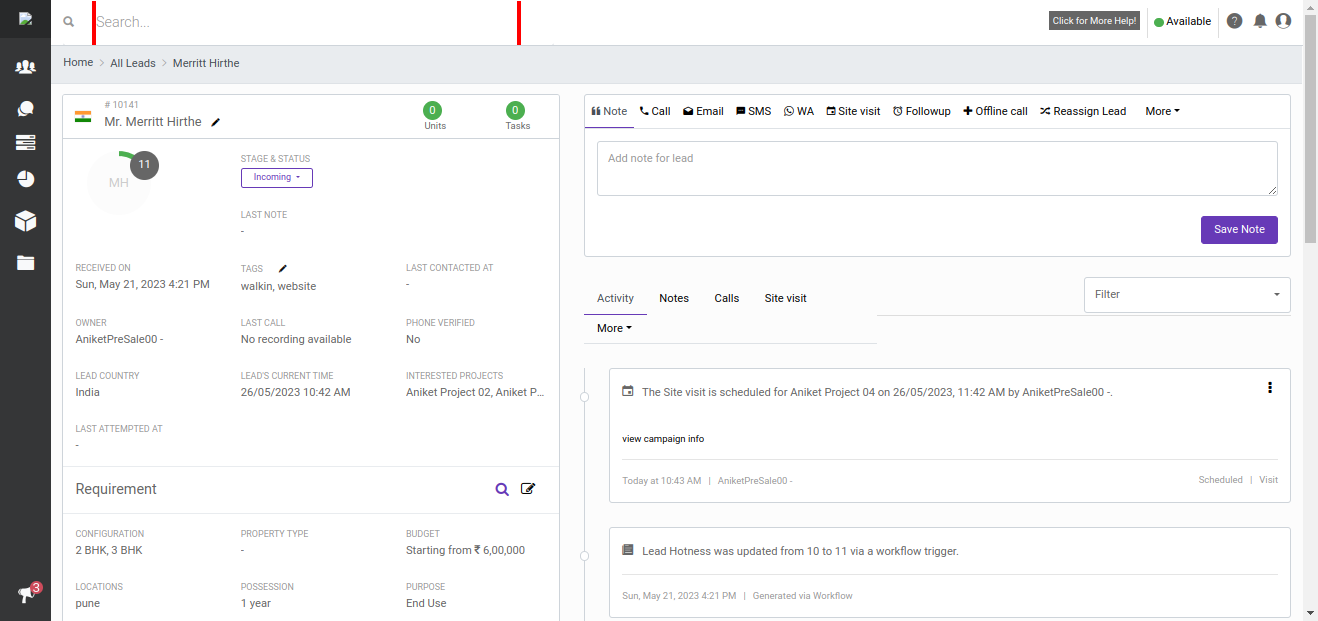 Search...
Click for More Help!
Available
?
Home > All Leads > Merritt Hirthe
# 10141
Mr. Merritt Hirthe
0
Units
0
Tasks
MH
11
STAGE & STATUS
Incoming
LAST NOTE
-
RECEIVED ON
Sun, May 21, 2023 4:21 PM
TAGS
walkin, website
LAST CONTACTED AT
-
OWNER
AniketPreSale00 -
LAST CALL
No recording available
PHONE VERIFIED
No
LEAD COUNTRY
India
LEAD'S CURRENT TIME
26/05/2023 10:42 AM
INTERESTED PROJECTS
Aniket Project 02, Aniket P...
LAST ATTEMPTED AT
-
Requirement
CONFIGURATION
2 BHK, 3 BHK
PROPERTY TYPE
-
BUDGET
Starting from ₹ 6,00,000
LOCATIONS
pune
POSSESSION
1 year
PURPOSE
End Use
3
Note Call Email SMS WA Site visit Followup Offline call Reassign Lead More
Add note for lead
Save Note
Activity Notes Calls Site visit
More
Filter
The Site visit is scheduled for Aniket Project 04 on 26/05/2023, 11:42 AM by AniketPreSale00 -.
view campaign info
Today at 10:43 AM | AniketPreSale00 -
Scheduled | Visit
Lead Hotness was updated from 10 to 11 via a workflow trigger.
Sun, May 21, 2023 4:21 PM | Generated via Workflow